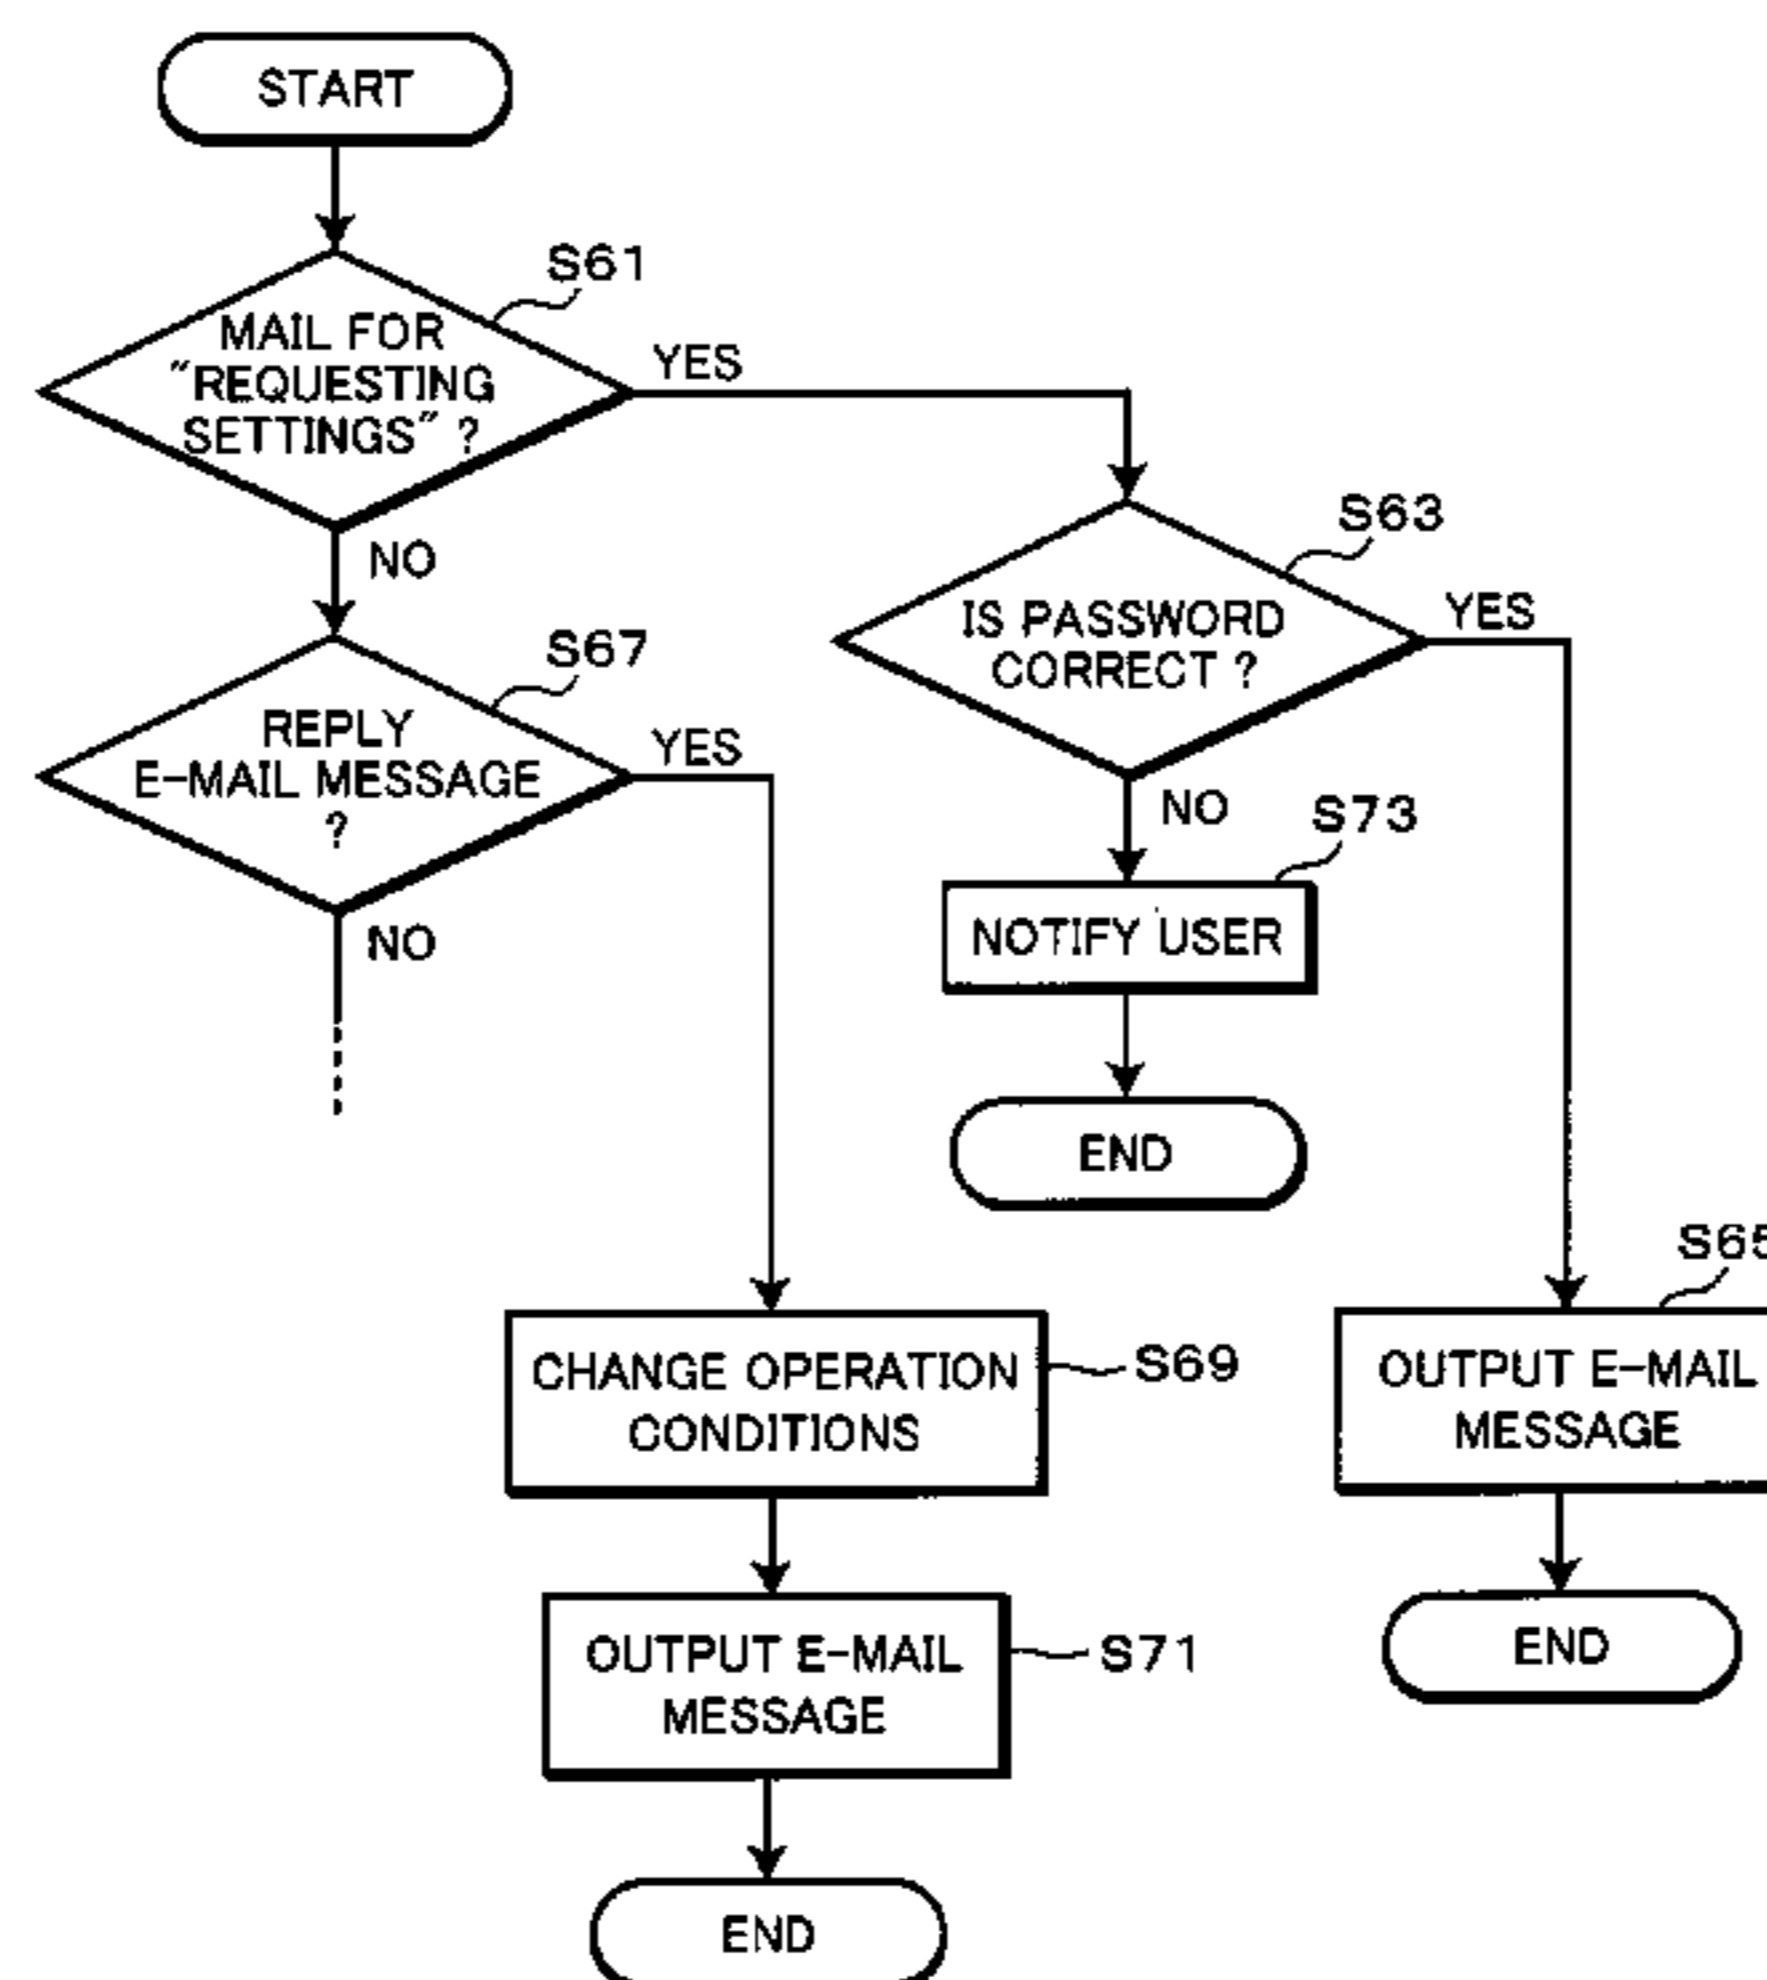 START
S61
MAIL FOR
"REQUESTING
SETTINGS" ?
YES
NO
S63
IS PASSWORD
CORRECT ?
YES
NO
S67
REPLY
E-MAIL MESSAGE
?
YES
NO
S73
NOTIFY USER
END
S65
OUTPUT E-MAIL
MESSAGE
END
CHANGE OPERATION
CONDITIONS
S69
OUTPUT E-MAIL
MESSAGE
S71
END